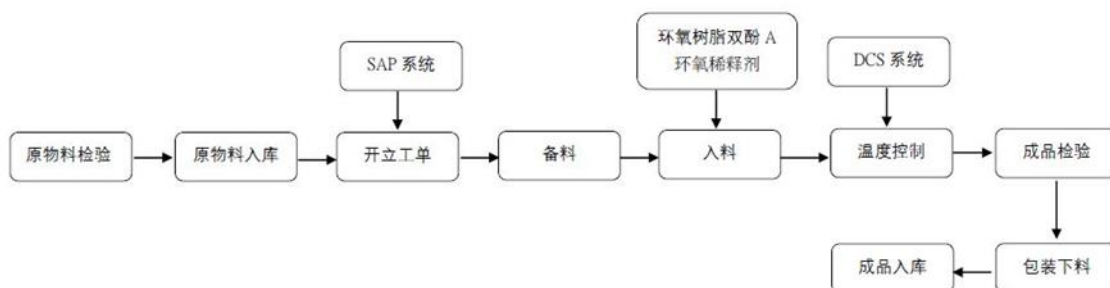 SAP 系统
环氧树脂双酚 A
环氧稀释剂
DCS 系统
原物料检验
原物料入库
开立工单
备料
入料
温度控制
成品检验
成品入库
包装下料